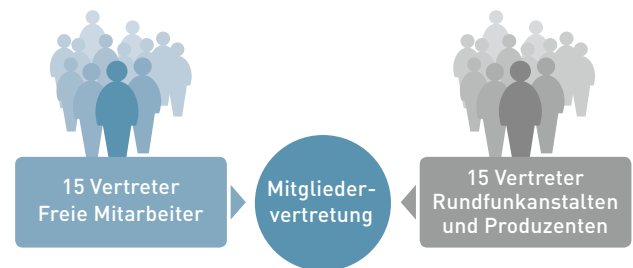 15 Vertreter
Freie Mitarbeiter
Mitglieder-
vertretung
15 Vertreter
Rundfunkanstalten
und Produzenten